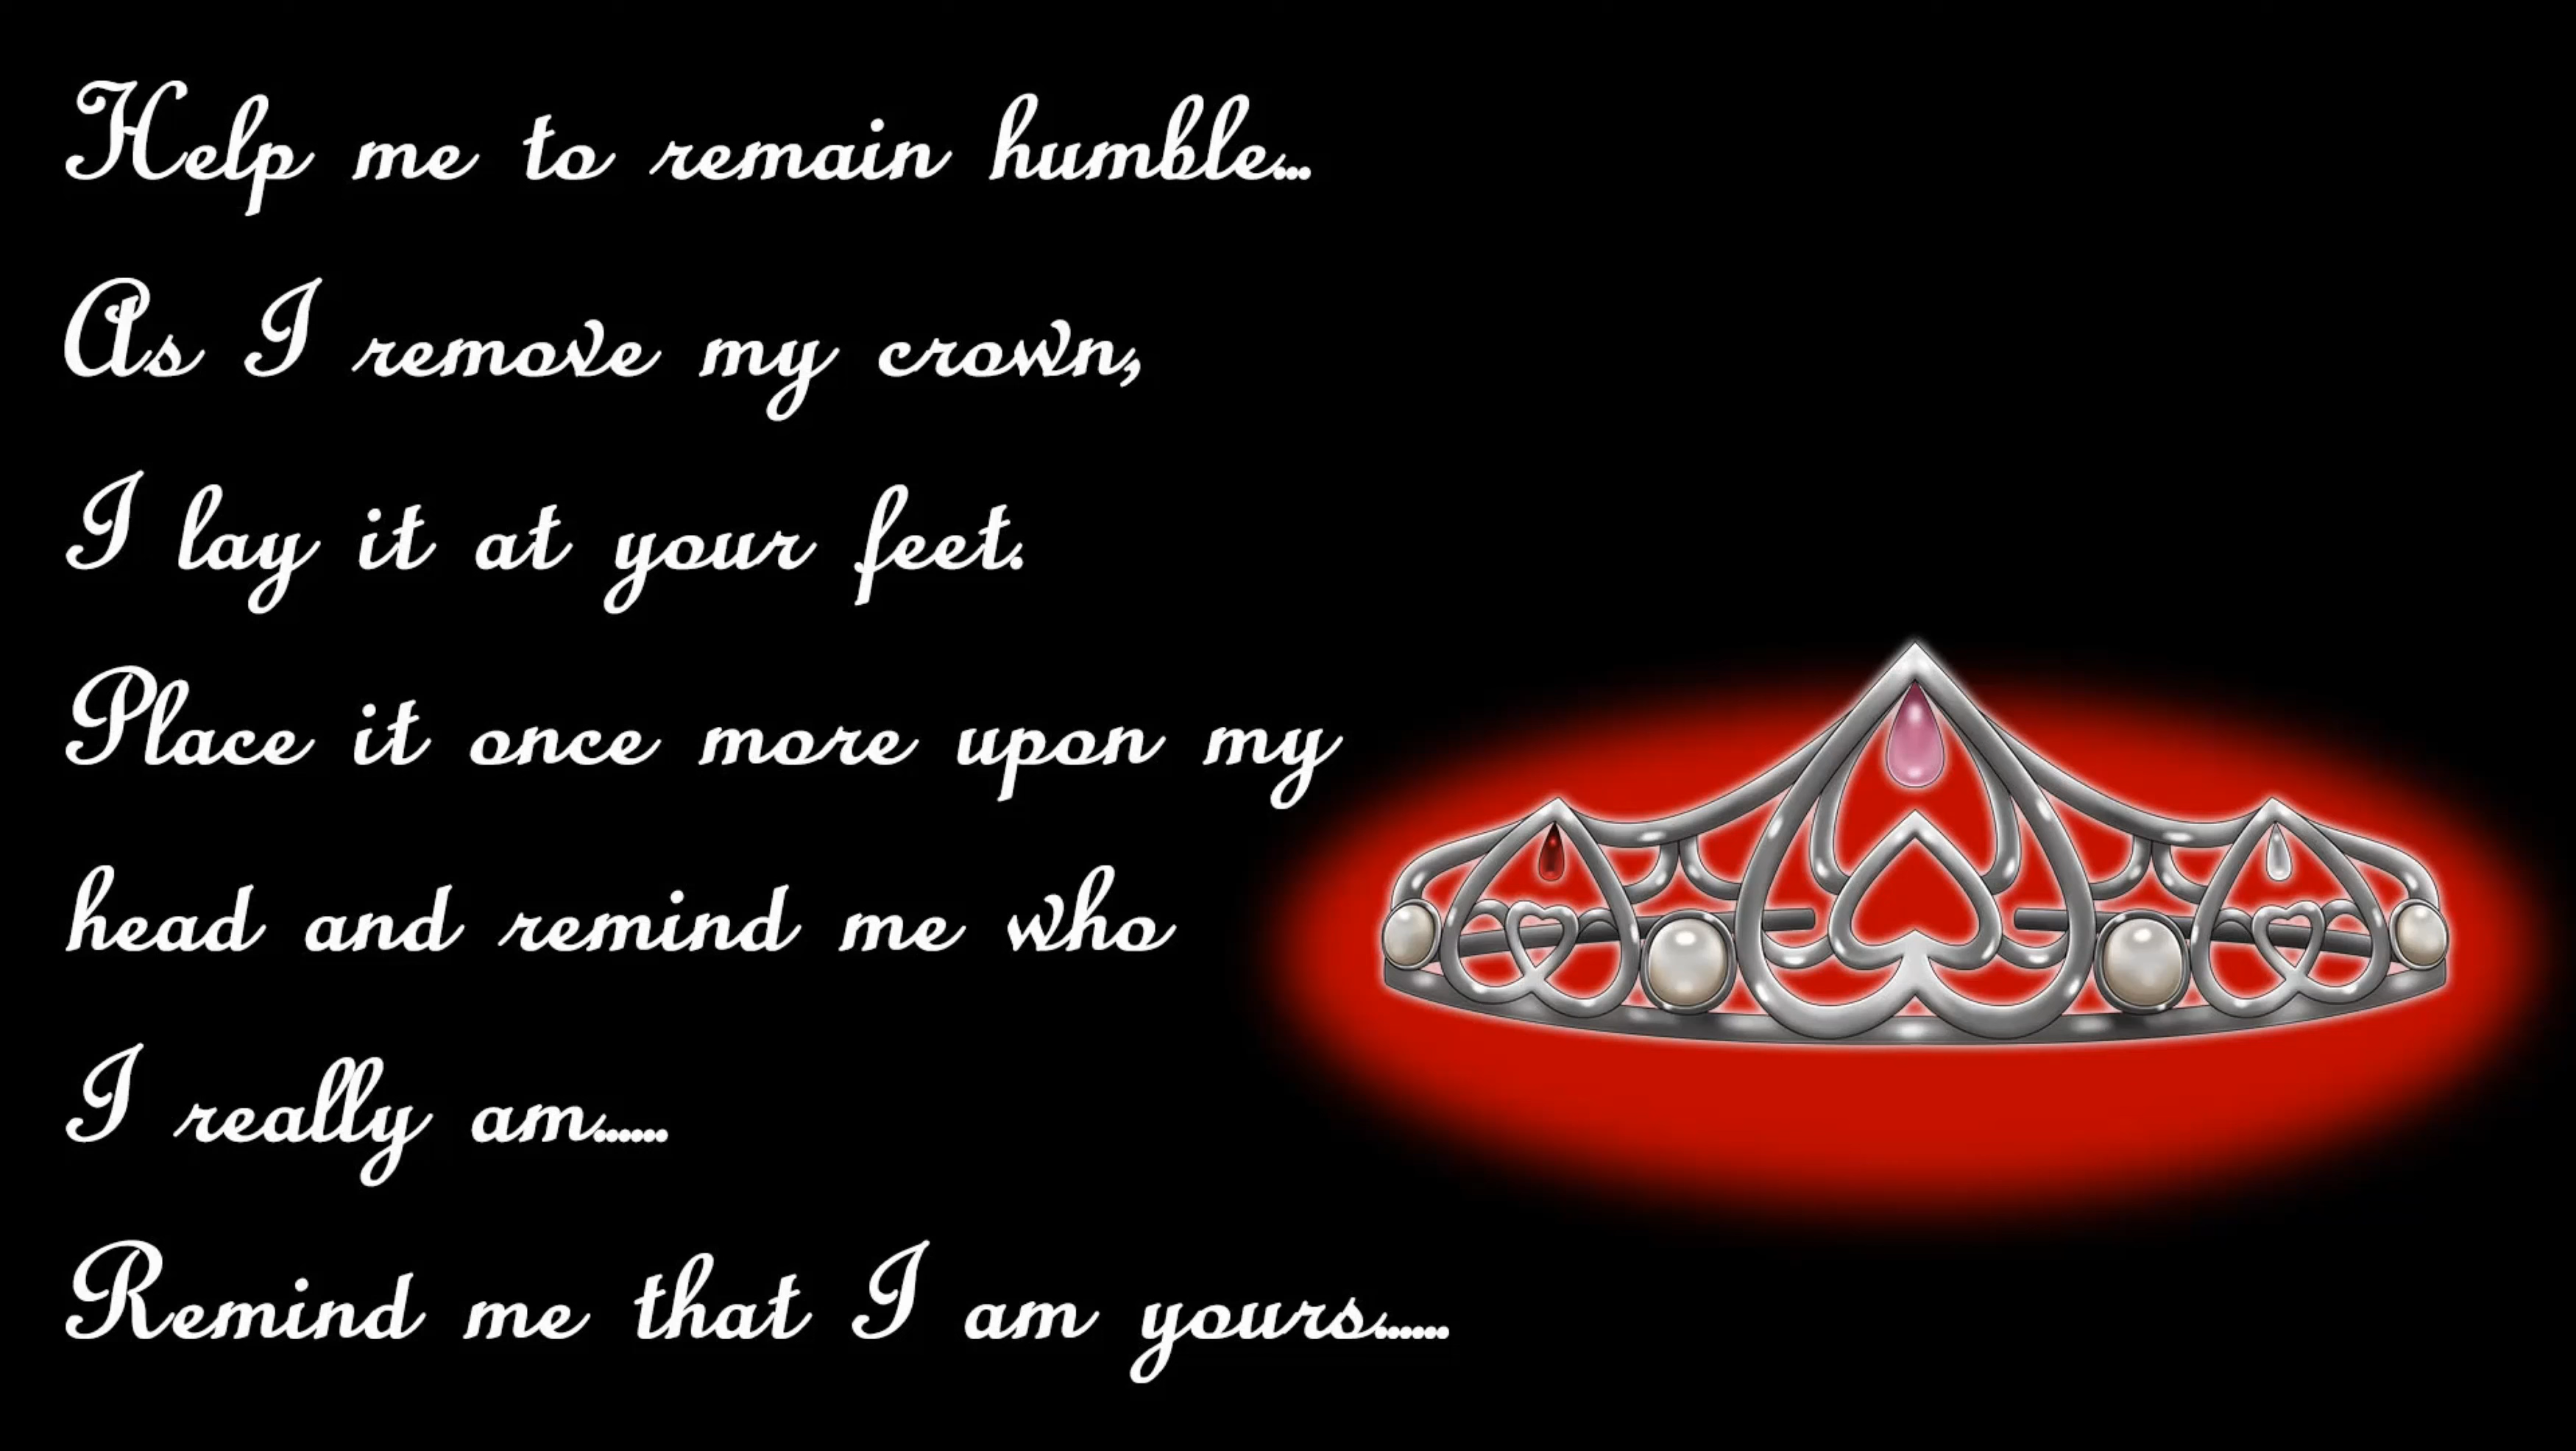 Help me to remain humble...
As I remove my crown,
I lay it at your feet.
Place it once more upon my
head and remind me who
I really am......
Remind me that I am yours......